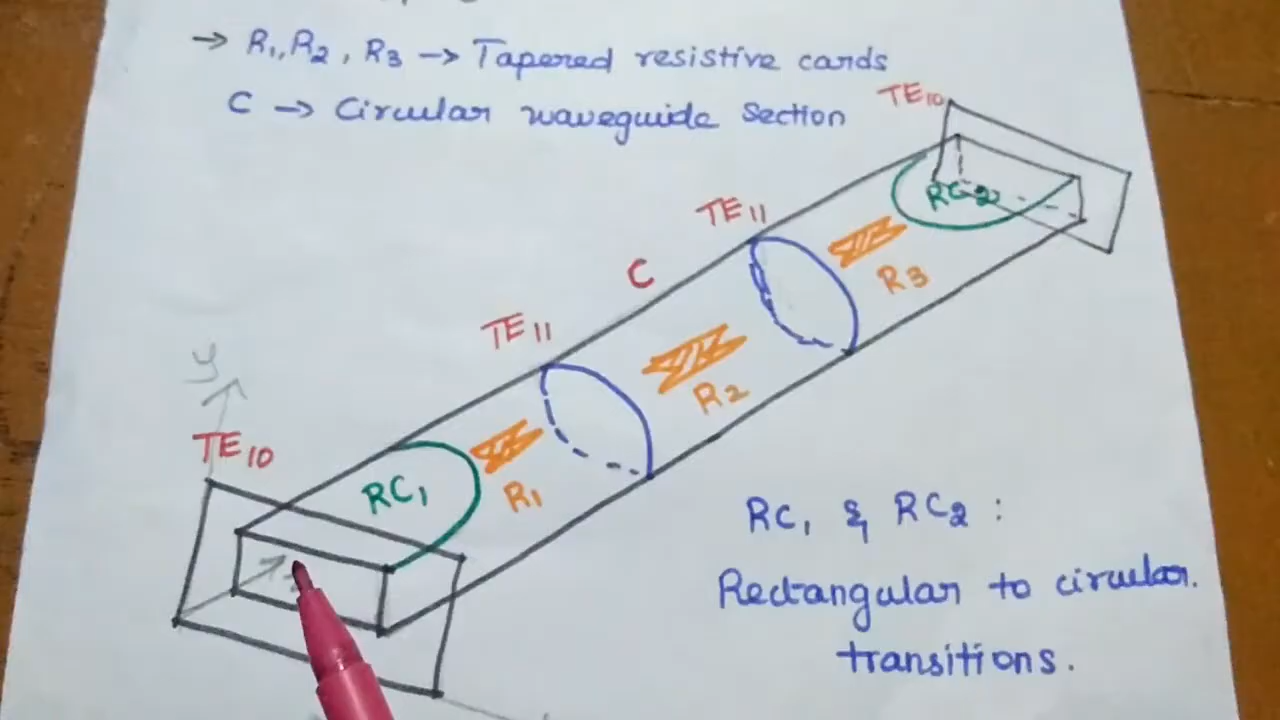 → R1, R2, R3 → Tapered resistive cards
C → Circular waveguide section
TE10
TE11
C
RC2
R3
TE11
R2
y
TE10
RC1
R1
RC1 & RC2 :
Rectangular to circular.
transitions.